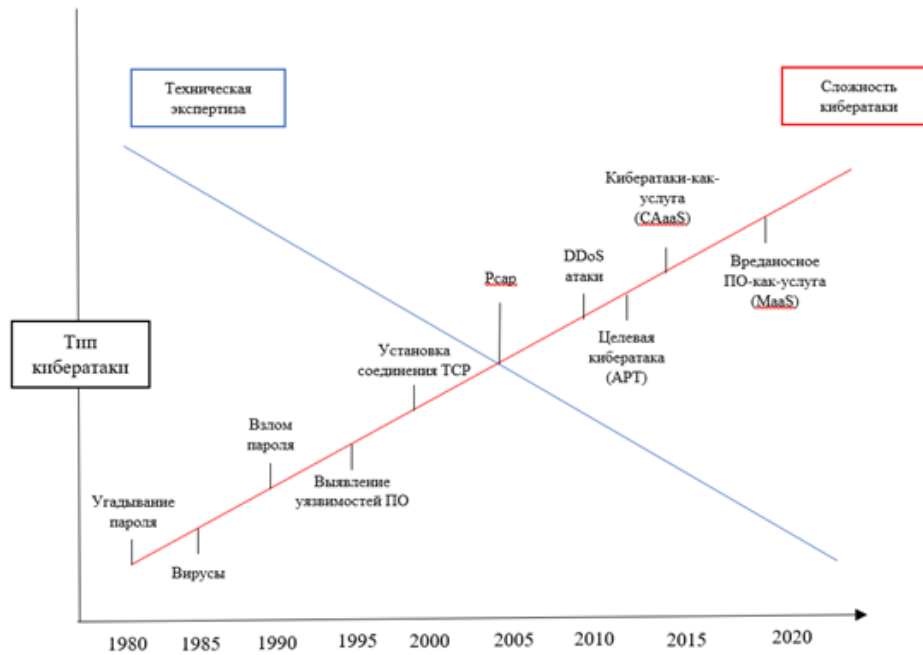 Техническая
экспертиза
Сложность
кибератаки
Кибератаки-как-
услуга
(CAaaS)
DDoS
атаки
Pcap
Вреданосное
ПО-как-услуга
(MaaS)
Целевая
кибератака
(APT)
Тип
кибератаки
Установка
соединения TCP
Взлом
пароля
Выявление
уязвимостей ПО
Угадывание
пароля
Вирусы
1980 1985 1990 1995 2000 2005 2010 2015 2020